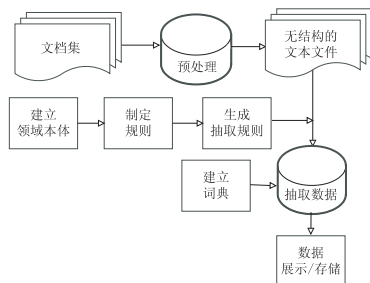 文档集
预处理
无结构的
文本文件
建立
领域本体
制定
规则
生成
抽取规则
建立
词典
抽取数据
数据
展示/存储